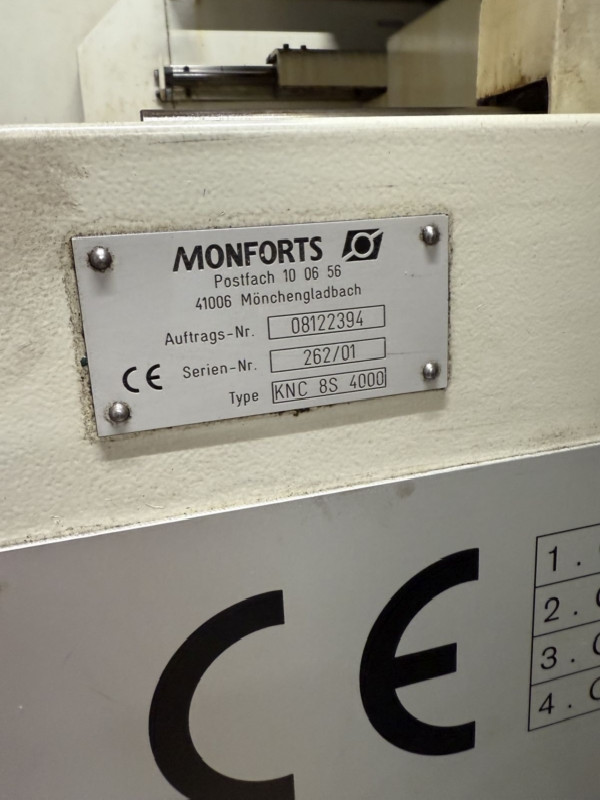 MONFORTS
Postfach 10 06 56
41006 Mönchengladbach
Auftrags-Nr. 08122394
CE Serien-Nr. 262/01
Type KNC 8S 4000
CE
1.
2.
3.
4.